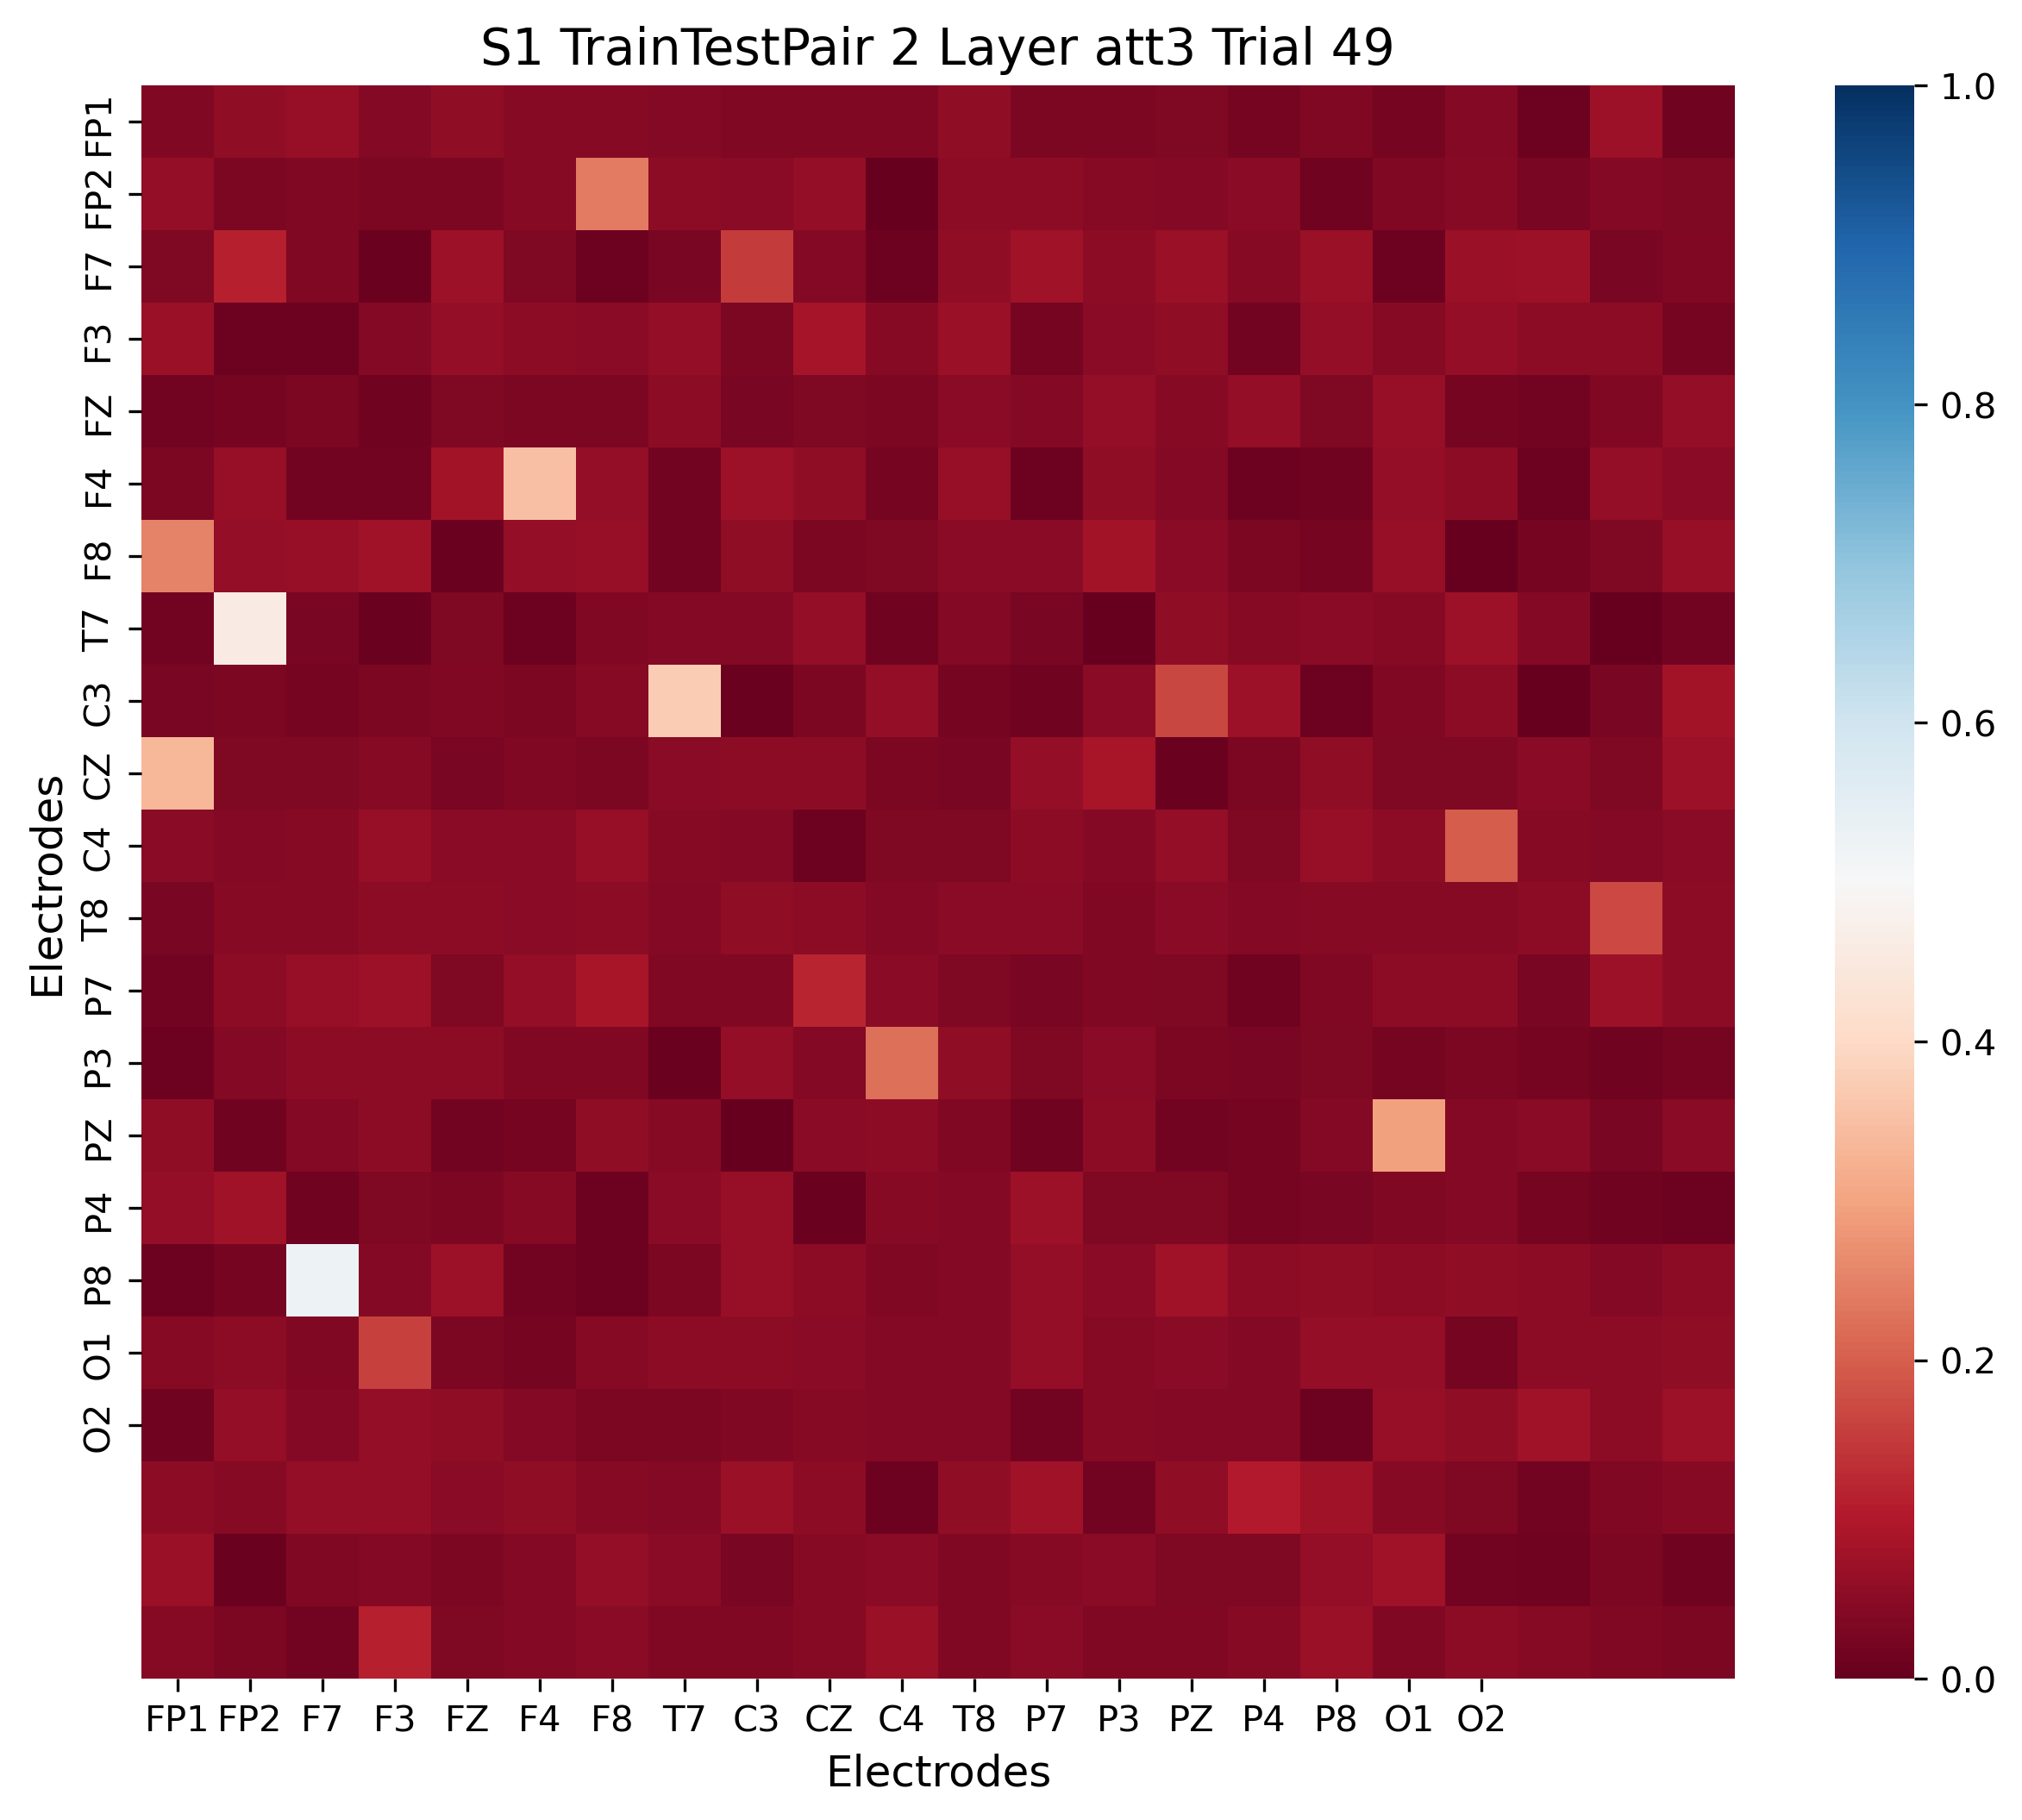 S1 TrainTestPair 2 Layer att3 Trial 49
Electrodes
FP1
FP2
F7
F3
FZ
F4
F8
T7
C3
CZ
C4
T8
P7
P3
PZ
P4
P8
O1
O2
FP1 FP2 F7 F3 FZ F4 F8 T7 C3 CZ C4 T8 P7 P3 PZ P4 P8 O1 O2
Electrodes
1.0
0.8
0.6
0.4
0.2
0.0